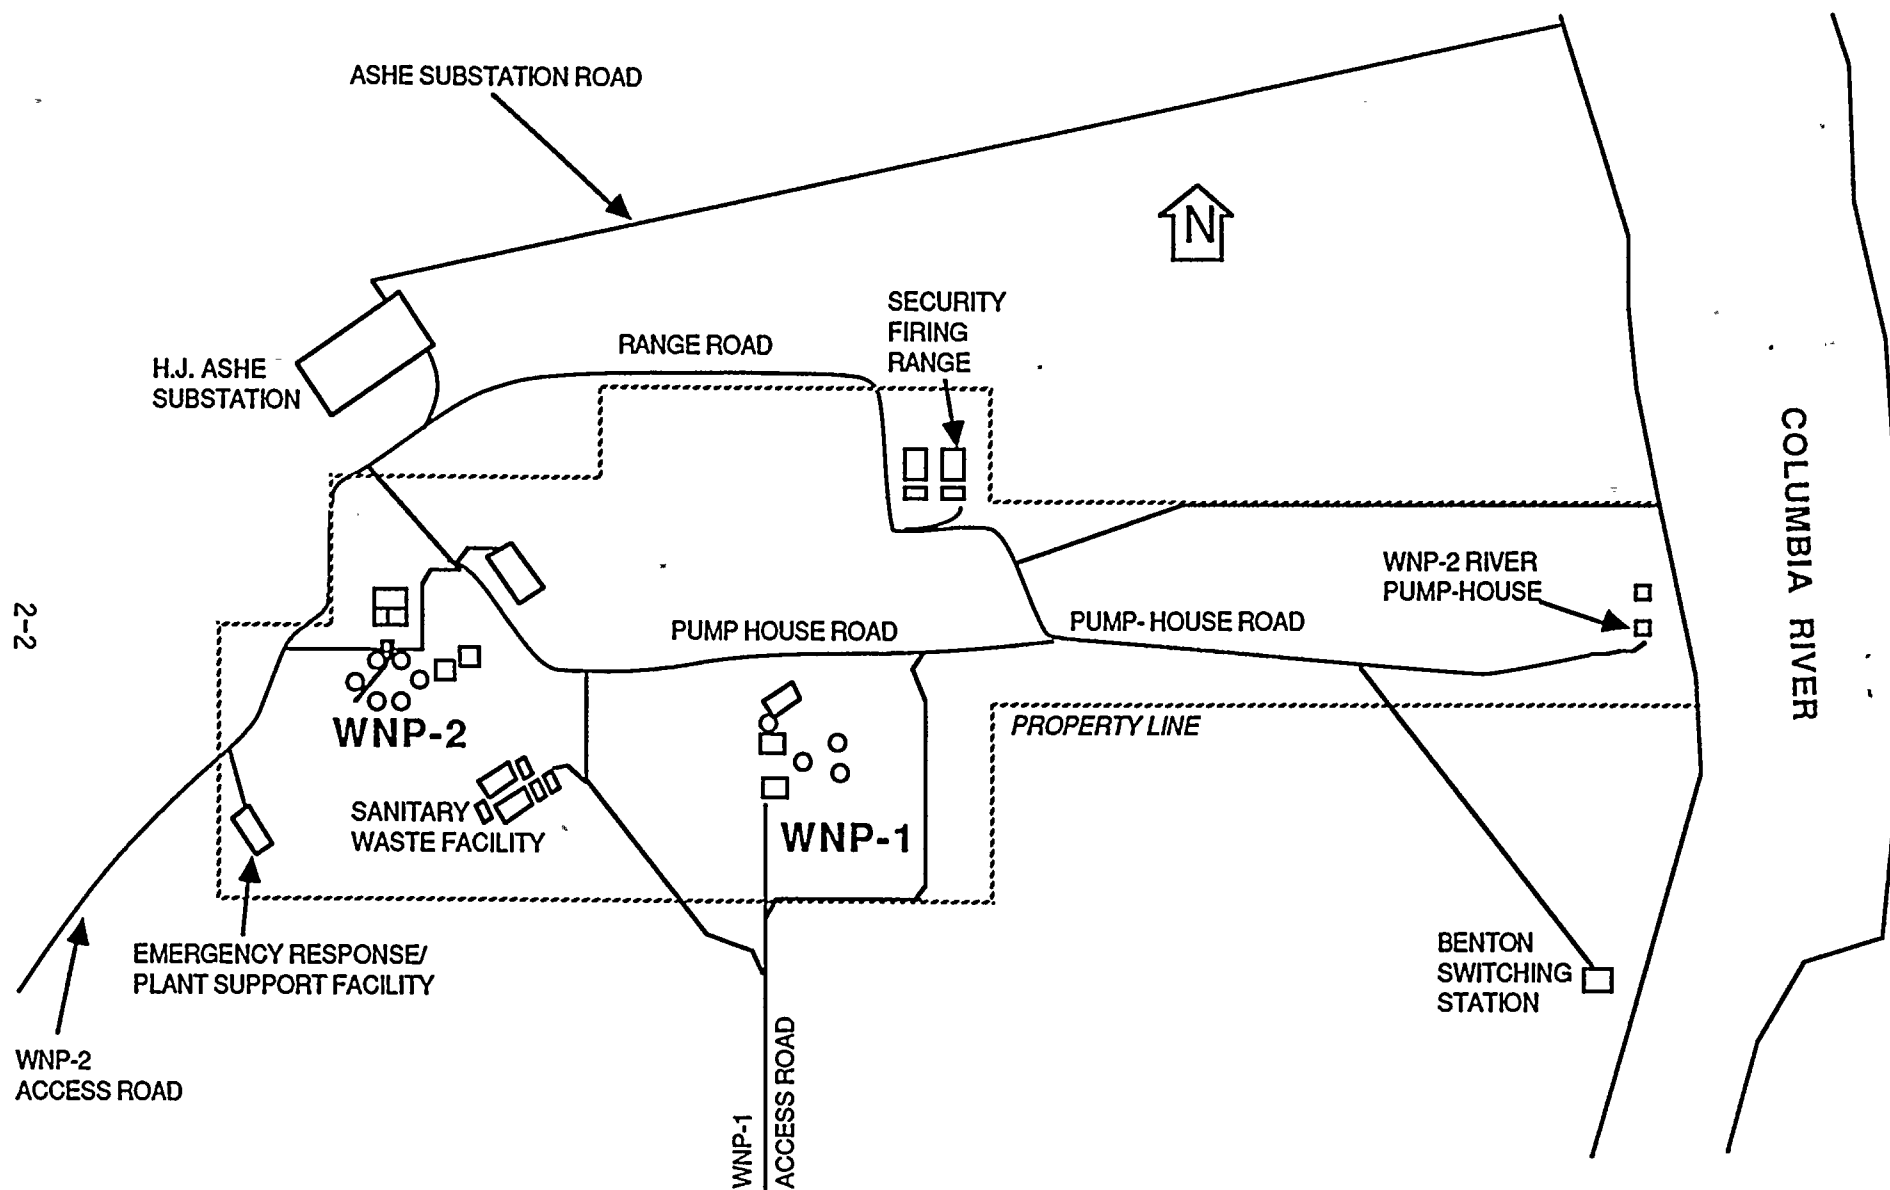 ASHE SUBSTATION ROAD
N
SECURITY
FIRING
RANGE
RANGE ROAD
H.J. ASHE
SUBSTATION
COLUMBIA RIVER
WNP-2 RIVER
PUMP-HOUSE
2-2
PUMP HOUSE ROAD
PUMP- HOUSE ROAD
WNP-2
PROPERTY LINE
SANITARY
WASTE FACILITY
WNP-1
EMERGENCY RESPONSE/
PLANT SUPPORT FACILITY
BENTON
SWITCHING
STATION
WNP-2
ACCESS ROAD
WNP-1
ACCESS ROAD